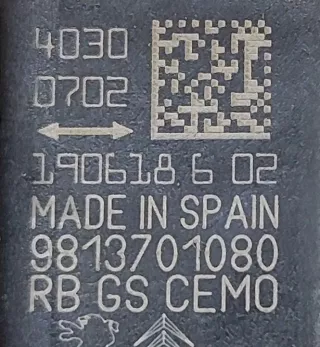 4030
0702
190618 6 02
MADE IN SPAIN
9813701080
RB GS CEMO